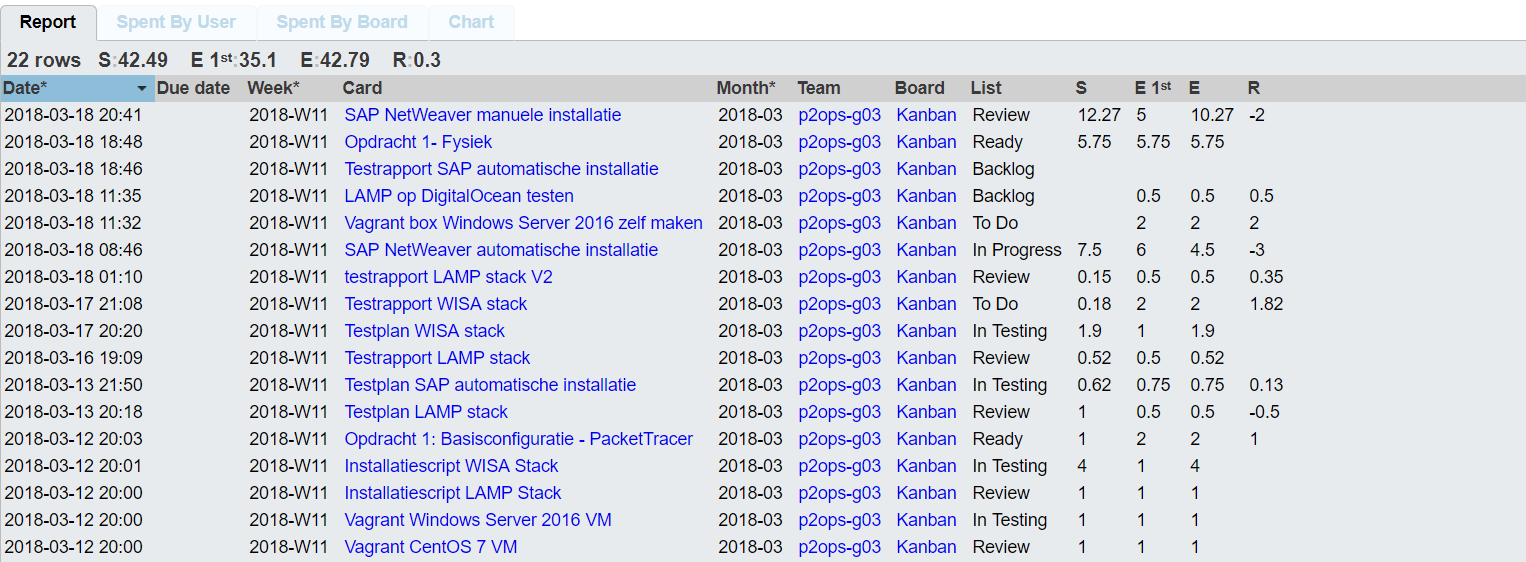 Report Spent By User Spent By Board Chart
22 rows S:42.49 E 1st:35.1 E:42.79 R:0.3
Date* Due date Week* Card Month* Team Board List S E 1st E R
2018-03-18 20:41 2018-W11 SAP NetWeaver manuele installatie 2018-03 p2ops-g03 Kanban Review 12.27 5 10.27 -2
2018-03-18 18:48 2018-W11 Opdracht 1- Fysiek 2018-03 p2ops-g03 Kanban Ready 5.75 5.75 5.75
2018-03-18 18:46 2018-W11 Testrapport SAP automatische installatie 2018-03 p2ops-g03 Kanban Backlog
2018-03-18 11:35 2018-W11 LAMP op DigitalOcean testen 2018-03 p2ops-g03 Kanban Backlog 0.5 0.5 0.5
2018-03-18 11:32 2018-W11 Vagrant box Windows Server 2016 zelf maken 2018-03 p2ops-g03 Kanban To Do 2 2 2
2018-03-18 08:46 2018-W11 SAP NetWeaver automatische installatie 2018-03 p2ops-g03 Kanban In Progress 7.5 6 4.5 -3
2018-03-18 01:10 2018-W11 testrapport LAMP stack V2 2018-03 p2ops-g03 Kanban Review 0.15 0.5 0.5 0.35
2018-03-17 21:08 2018-W11 Testrapport WISA stack 2018-03 p2ops-g03 Kanban To Do 0.18 2 2 1.82
2018-03-17 20:20 2018-W11 Testplan WISA stack 2018-03 p2ops-g03 Kanban In Testing 1.9 1 1.9
2018-03-16 19:09 2018-W11 Testrapport LAMP stack 2018-03 p2ops-g03 Kanban Review 0.52 0.5 0.52
2018-03-13 21:50 2018-W11 Testplan SAP automatische installatie 2018-03 p2ops-g03 Kanban In Testing 0.62 0.75 0.75 0.13
2018-03-13 20:18 2018-W11 Testplan LAMP stack 2018-03 p2ops-g03 Kanban Review 1 0.5 0.5 -0.5
2018-03-12 20:03 2018-W11 Opdracht 1: Basisconfiguratie - PacketTracer 2018-03 p2ops-g03 Kanban Ready 1 2 2 1
2018-03-12 20:01 2018-W11 Installatiescript WISA Stack 2018-03 p2ops-g03 Kanban In Testing 4 1 4
2018-03-12 20:00 2018-W11 Installatiescript LAMP Stack 2018-03 p2ops-g03 Kanban Review 1 1 1
2018-03-12 20:00 2018-W11 Vagrant Windows Server 2016 VM 2018-03 p2ops-g03 Kanban In Testing 1 1 1
2018-03-12 20:00 2018-W11 Vagrant CentOS 7 VM 2018-03 p2ops-g03 Kanban Review 1 1 1